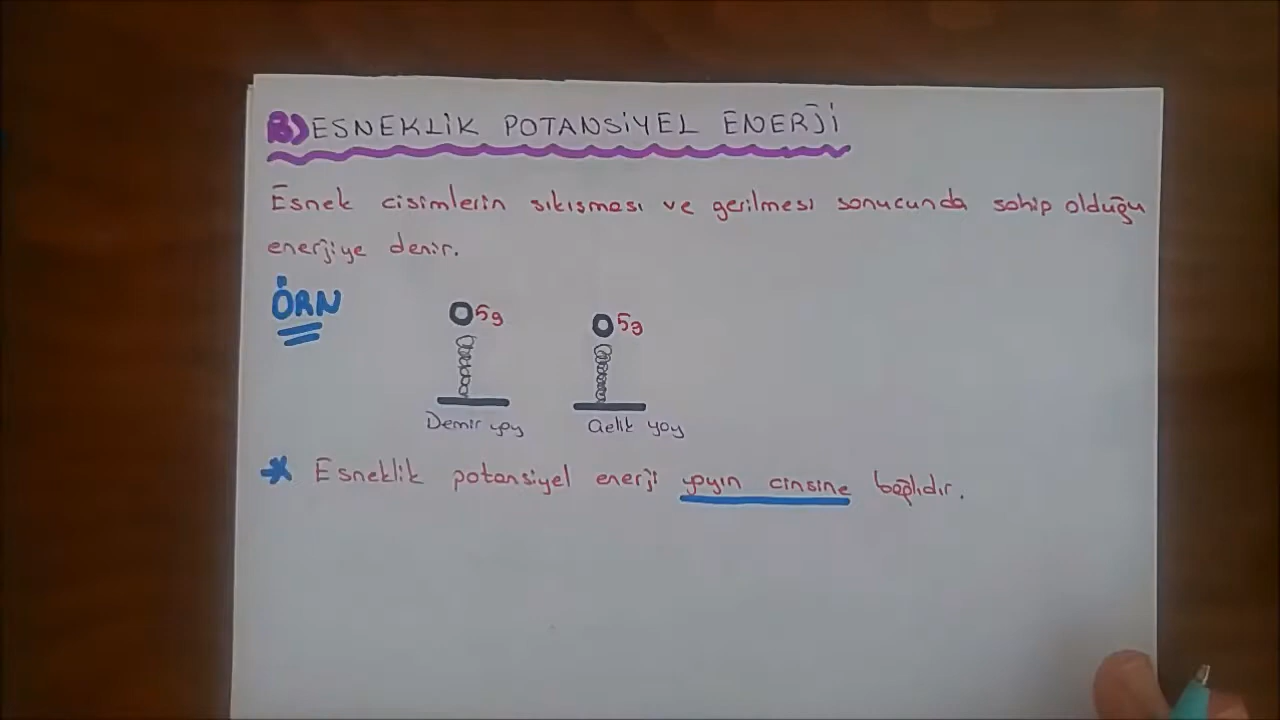 B) ESNEKLİK POTANSİYEL ENERJİ
Esnek cisimlerin sıkışması ve gerilmesi sonucunda sahip olduğu
enerjiye denir.
ÖRN
5g 5g
Demir yay Çelik yay
* Esneklik potansiyel enerji yayın cinsine bağlıdır.